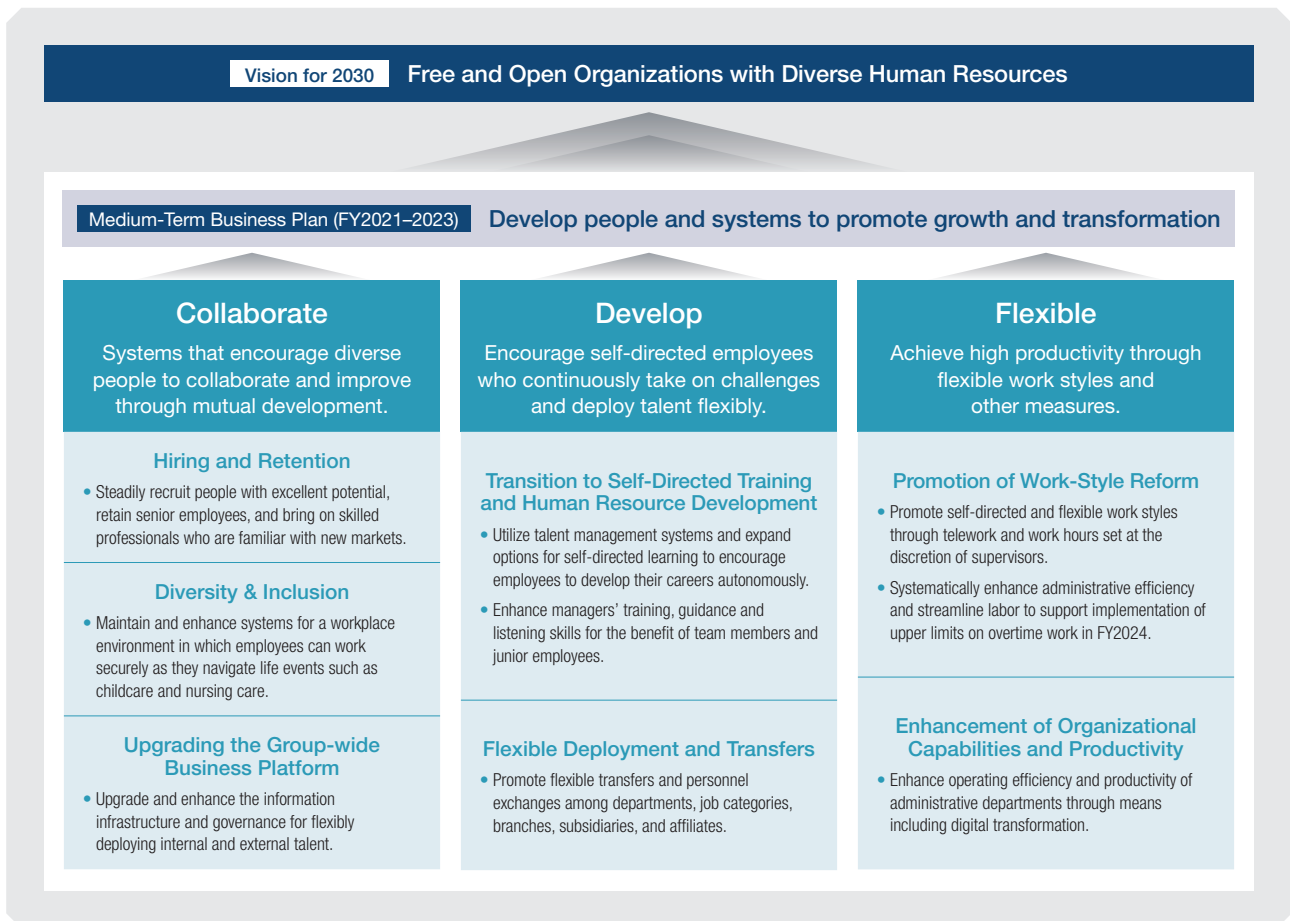 Vision for 2030 Free and Open Organizations with Diverse Human Resources
Medium-Term Business Plan (FY2021–2023) Develop people and systems to promote growth and transformation
Collaborate
Systems that encourage diverse
people to collaborate and improve
through mutual development.
Hiring and Retention
• Steadily recruit people with excellent potential,
retain senior employees, and bring on skilled
professionals who are familiar with new markets.
Diversity & Inclusion
• Maintain and enhance systems for a workplace
environment in which employees can work
securely as they navigate life events such as
childcare and nursing care.
Upgrading the Group-wide
Business Platform
• Upgrade and enhance the information
infrastructure and governance for flexibly
deploying internal and external talent.
Develop
Encourage self-directed employees
who continuously take on challenges
and deploy talent flexibly.
Transition to Self-Directed Training
and Human Resource Development
• Utilize talent management systems and expand
options for self-directed learning to encourage
employees to develop their careers autonomously.
• Enhance managers’ training, guidance and
listening skills for the benefit of team members and
junior employees.
Flexible Deployment and Transfers
• Promote flexible transfers and personnel
exchanges among departments, job categories,
branches, subsidiaries, and affiliates.
Flexible
Achieve high productivity through
flexible work styles and
other measures.
Promotion of Work-Style Reform
• Promote self-directed and flexible work styles
through telework and work hours set at the
discretion of supervisors.
• Systematically enhance administrative efficiency
and streamline labor to support implementation of
upper limits on overtime work in FY2024.
Enhancement of Organizational
Capabilities and Productivity
• Enhance operating efficiency and productivity of
administrative departments through means
including digital transformation.